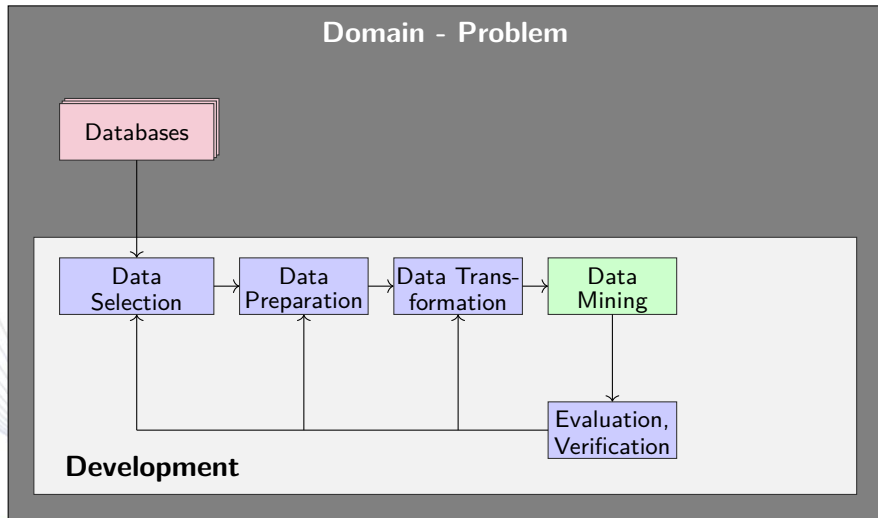 Domain - Problem
Databases
Data
Selection
Data
Preparation
Data Trans-
formation
Data
Mining
Evaluation,
Verification
Development